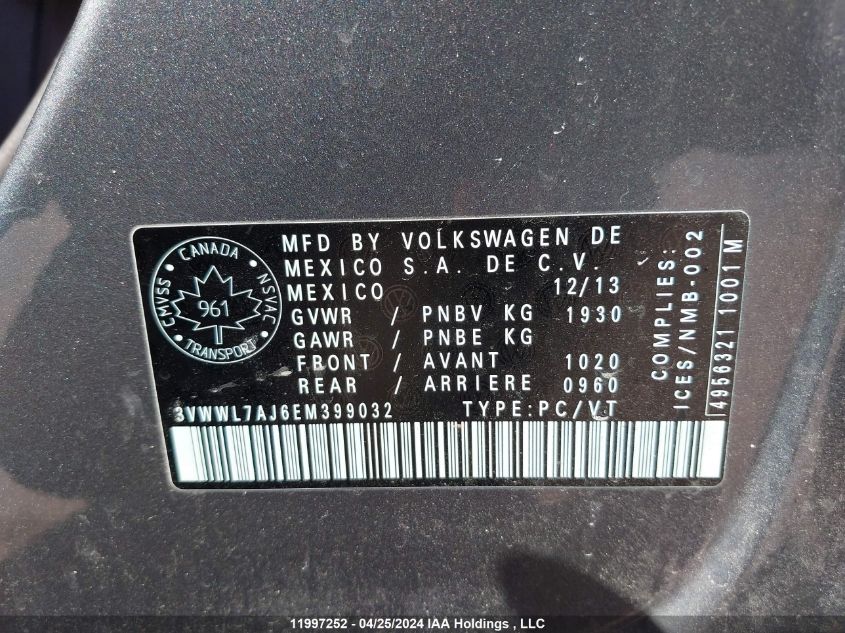 CANADA
CMVSS
NSVAC
961
TRANSPORT
MFD BY VOLKSWAGEN DE
MEXICO S.A. DE C.V.
MEXICO 12/13
GVWR / PNBV KG 1930
GAWR / PNBE KG
FRONT / AVANT 1020
REAR / ARRIERE 0960
3VWWL7AJ6EM399032 TYPE:PC/VT
COMPLIES:
ICES/NMB-002
4956321 1001M
11997252 - 04/25/2024 IAA Holdings , LLC